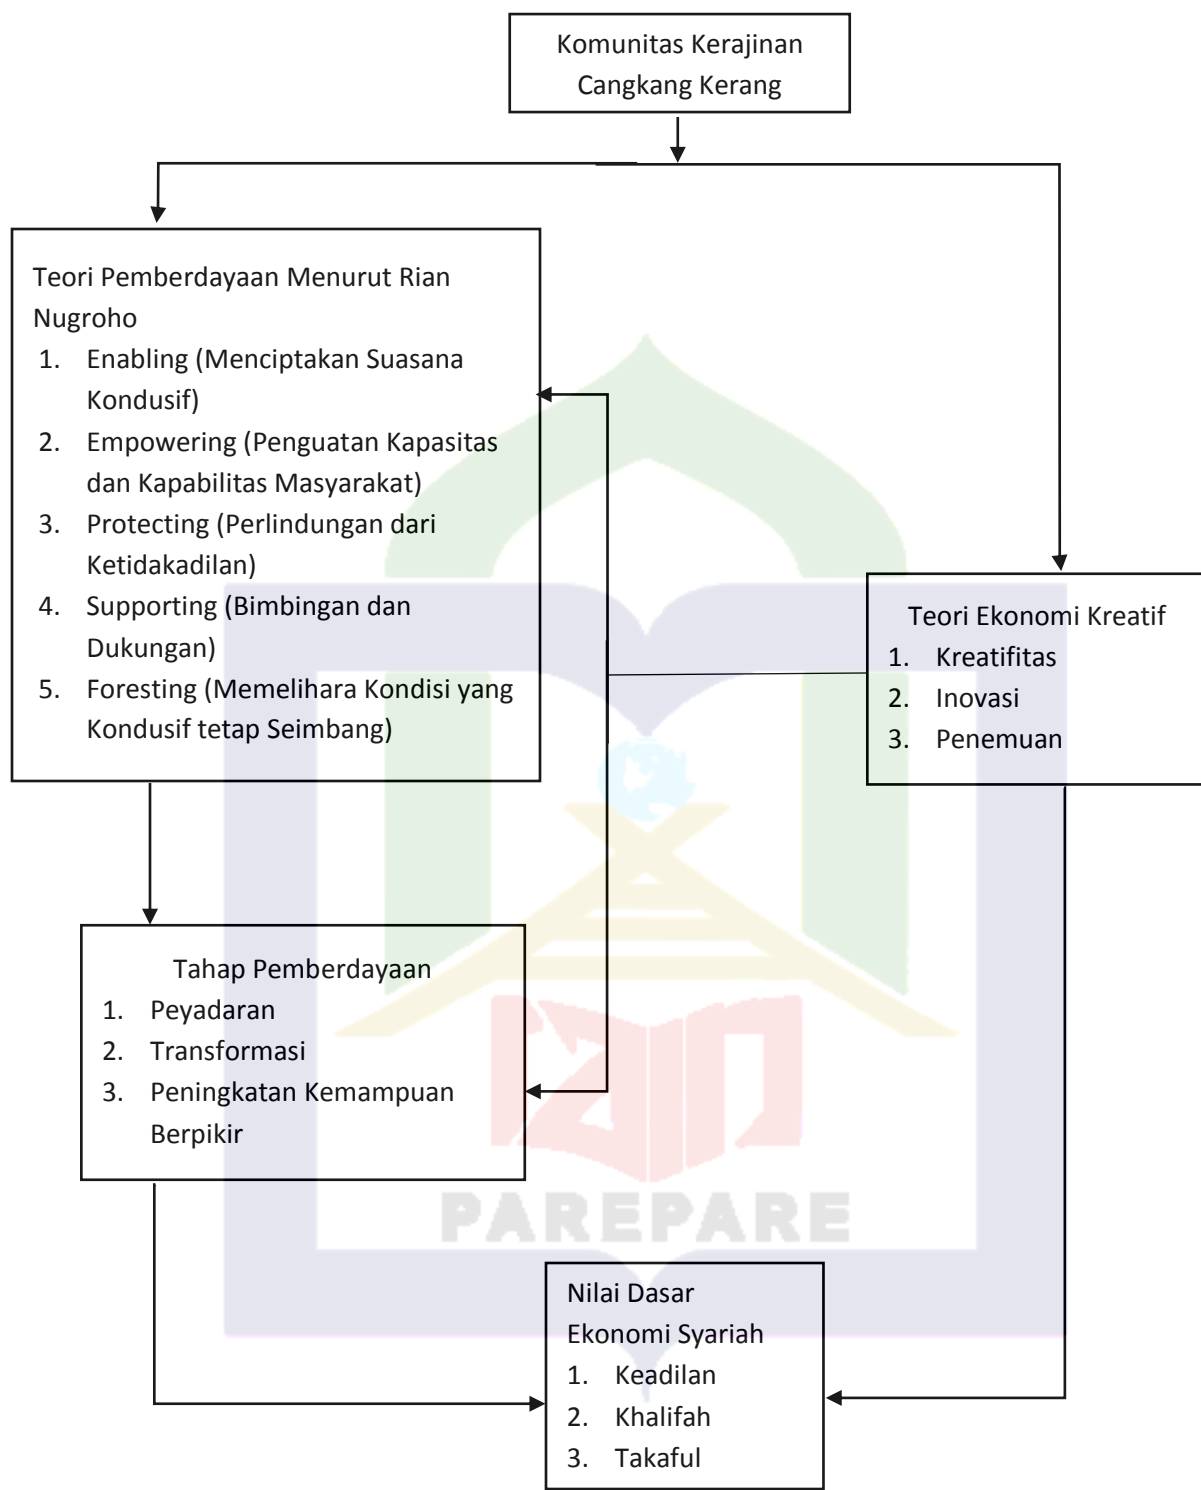 Komunitas Kerajinan
Cangkang Kerang
Teori Pemberdayaan Menurut Rian
Nugroho
1. Enabling (Menciptakan Suasana
Kondusif)
2. Empowering (Penguatan Kapasitas
dan Kapabilitas Masyarakat)
3. Protecting (Perlindungan dari
Ketidakadilan)
4. Supporting (Bimbingan dan
Dukungan)
5. Foresting (Memelihara Kondisi yang
Kondusif tetap Seimbang)
Teori Ekonomi Kreatif
1. Kreatifitas
2. Inovasi
3. Penemuan
Tahap Pemberdayaan
1. Peyadaran
2. Transformasi
3. Peningkatan Kemampuan
Berpikir
iain
PAREPARE
Nilai Dasar
Ekonomi Syariah
1. Keadilan
2. Khalifah
3. Takaful